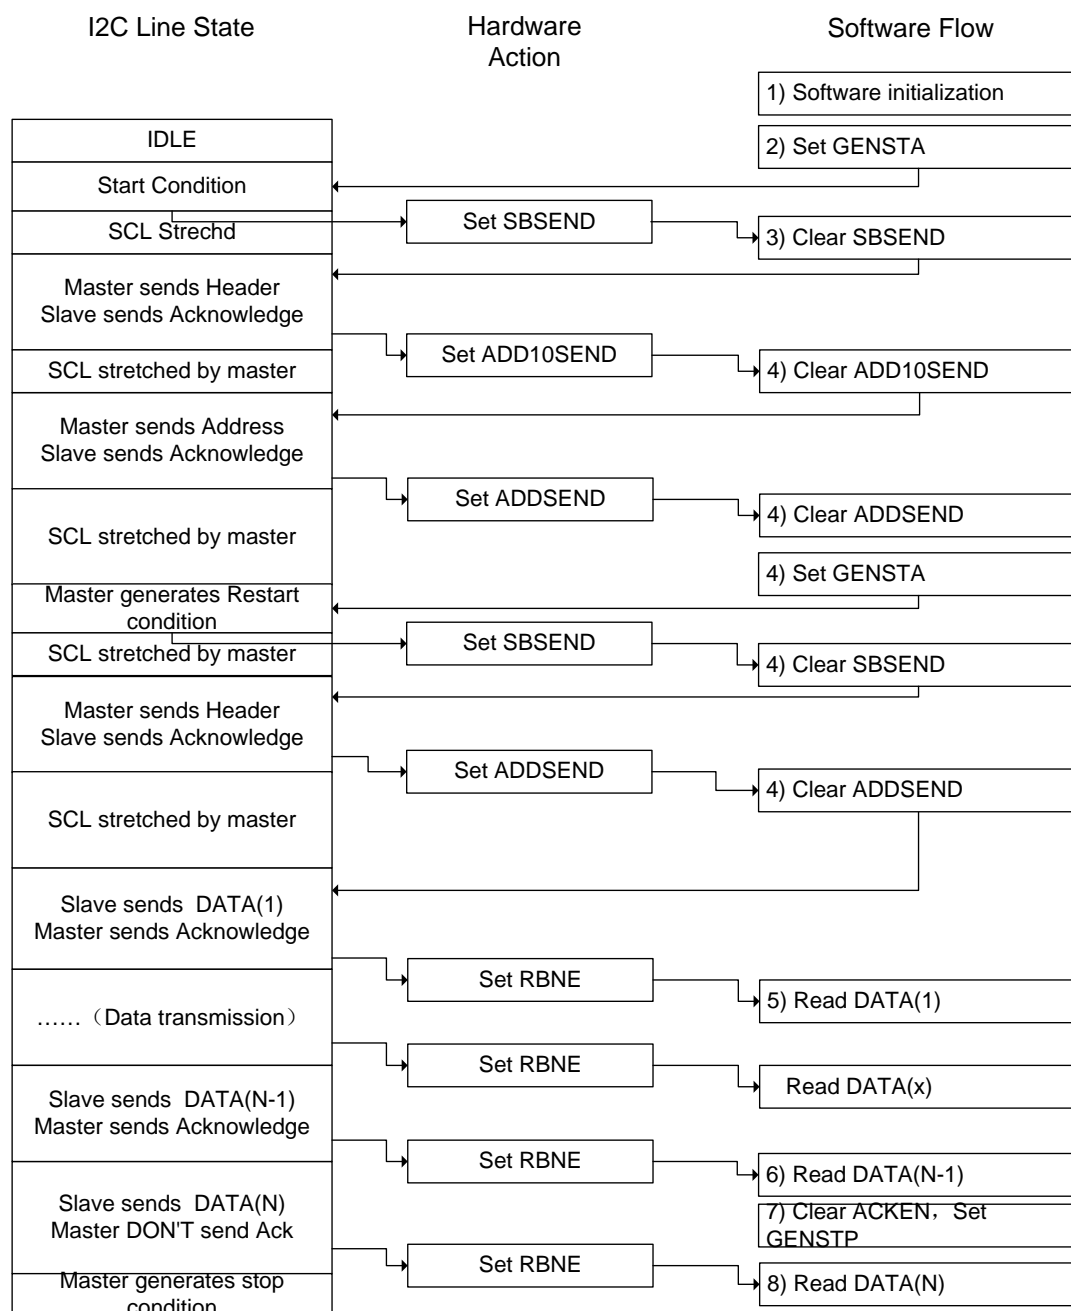 I2C Line State
Hardware
Action
Software Flow
1) Software initialization
IDLE
2) Set GENSTA
Start Condition
Set SBSEND
SCL Strechd
3) Clear SBSEND
Master sends Header
Slave sends Acknowledge
Set ADD10SEND
SCL stretched by master
4) Clear ADD10SEND
Master sends Address
Slave sends Acknowledge
Set ADDSEND
4) Clear ADDSEND
SCL stretched by master
4) Set GENSTA
Master generates Restart
condition
Set SBSEND
SCL stretched by master
4) Clear SBSEND
Master sends Header
Slave sends Acknowledge
Set ADDSEND
4) Clear ADDSEND
SCL stretched by master
Slave sends DATA(1)
Master sends Acknowledge
Set RBNE
5) Read DATA(1)
……（Data transmission）
Set RBNE
Read DATA(x)
Slave sends DATA(N-1)
Master sends Acknowledge
Set RBNE
6) Read DATA(N-1)
Slave sends DATA(N)
Master DON'T send Ack
7) Clear ACKEN，Set
GENSTP
Set RBNE
8) Read DATA(N)
Master generates stop
condition